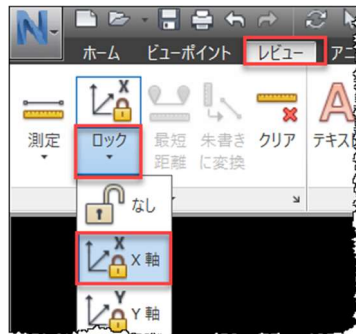 N
ホーム ビューポイント レビュー アニ
X
測定 ロック 最短距離 朱書きに変換 クリア テキス
なし
X 軸
Y 軸